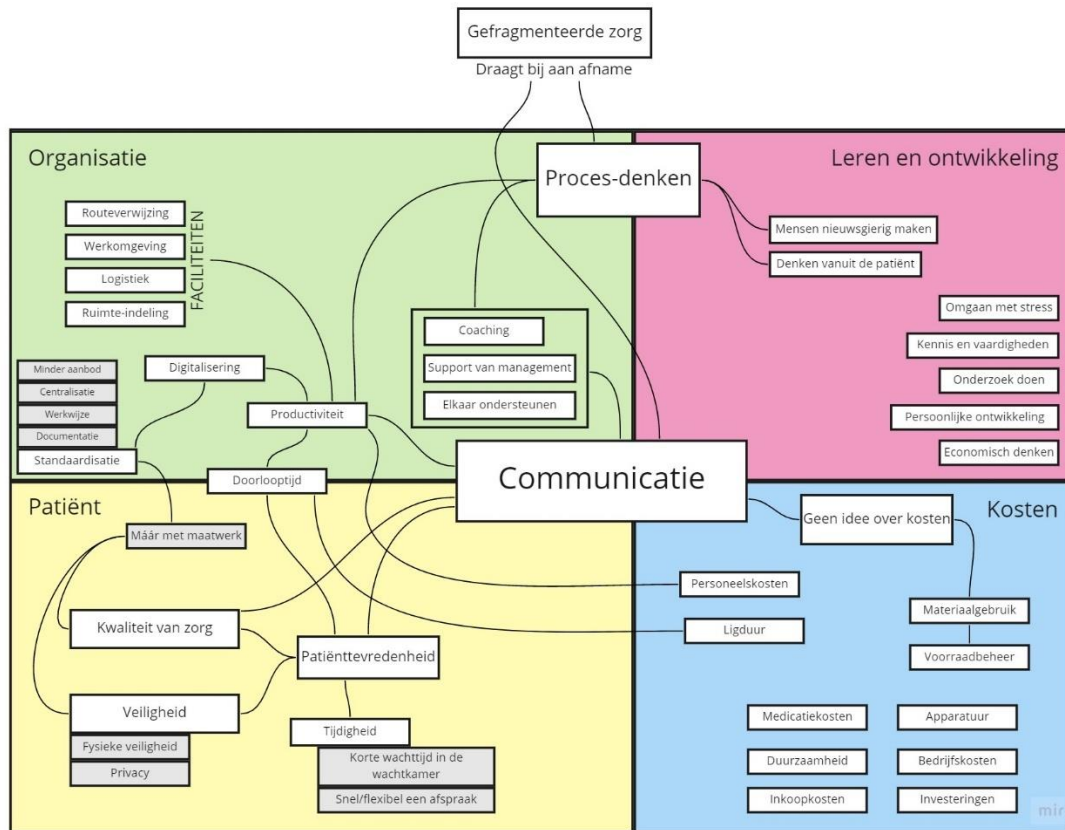 Gefragmenteerde zorg
Draagt bij aan afname
Organisatie
Leren en ontwikkeling
Proces-denken
Routeverwijzing
Werkomgeving
Logistiek
Ruimte-indeling
FACILITEITEN
Mensen nieuwsgierig maken
Denken vanuit de patiënt
Omgaan met stress
Kennis en vaardigheden
Onderzoek doen
Persoonlijke ontwikkeling
Economisch denken
Coaching
Support van management
Elkaar ondersteunen
Digitalisering
Minder aanbod
Centralisatie
Werkwijze
Documentatie
Standaardisatie
Productiviteit
Doorlooptijd
Communicatie
Patiënt
Kosten
Máár met maatwerk
Kwaliteit van zorg
Patiënttevredenheid
Veiligheid
Fysieke veiligheid
Privacy
Tijdigheid
Korte wachttijd in de
wachtkamer
Snel/flexibel een afspraak
Geen idee over kosten
Personeelskosten
Ligduur
Materiaalgebruik
Voorraadbeheer
Medicatiekosten
Apparatuur
Duurzaamheid
Bedrijfskosten
Inkoopkosten
Investeringen